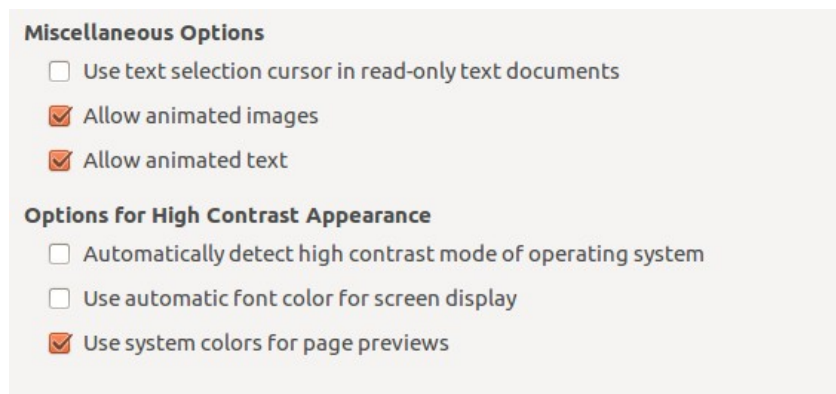 Miscellaneous Options
Use text selection cursor in read-only text documents
Allow animated images
Allow animated text
Options for High Contrast Appearance
Automatically detect high contrast mode of operating system
Use automatic font color for screen display
Use system colors for page previews